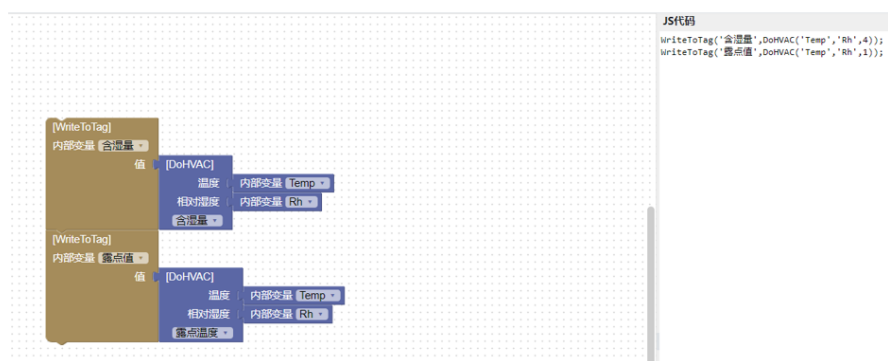 JS代码
WriteToTag('含湿量',DoHVAC('Temp','Rh',4));
WriteToTag('露点值',DoHVAC('Temp','Rh',1));
[WriteToTag]
内部变量 含湿量
值 [DoHVAC]
温度 内部变量 Temp
相对湿度 内部变量 Rh
含湿量
[WriteToTag]
内部变量 露点值
值 [DoHVAC]
温度 内部变量 Temp
相对湿度 内部变量 Rh
露点温度